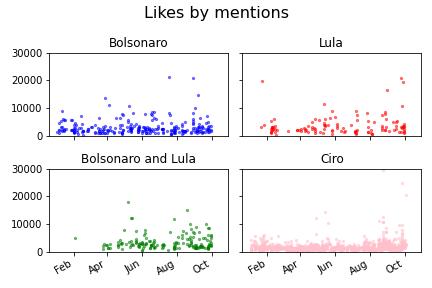 Likes by mentions
Bolsonaro
Lula
30000
20000
10000
0
Bolsonaro and Lula
Ciro
30000
20000
10000
0
Feb Apr Jun Aug Oct
Feb Apr Jun Aug Oct